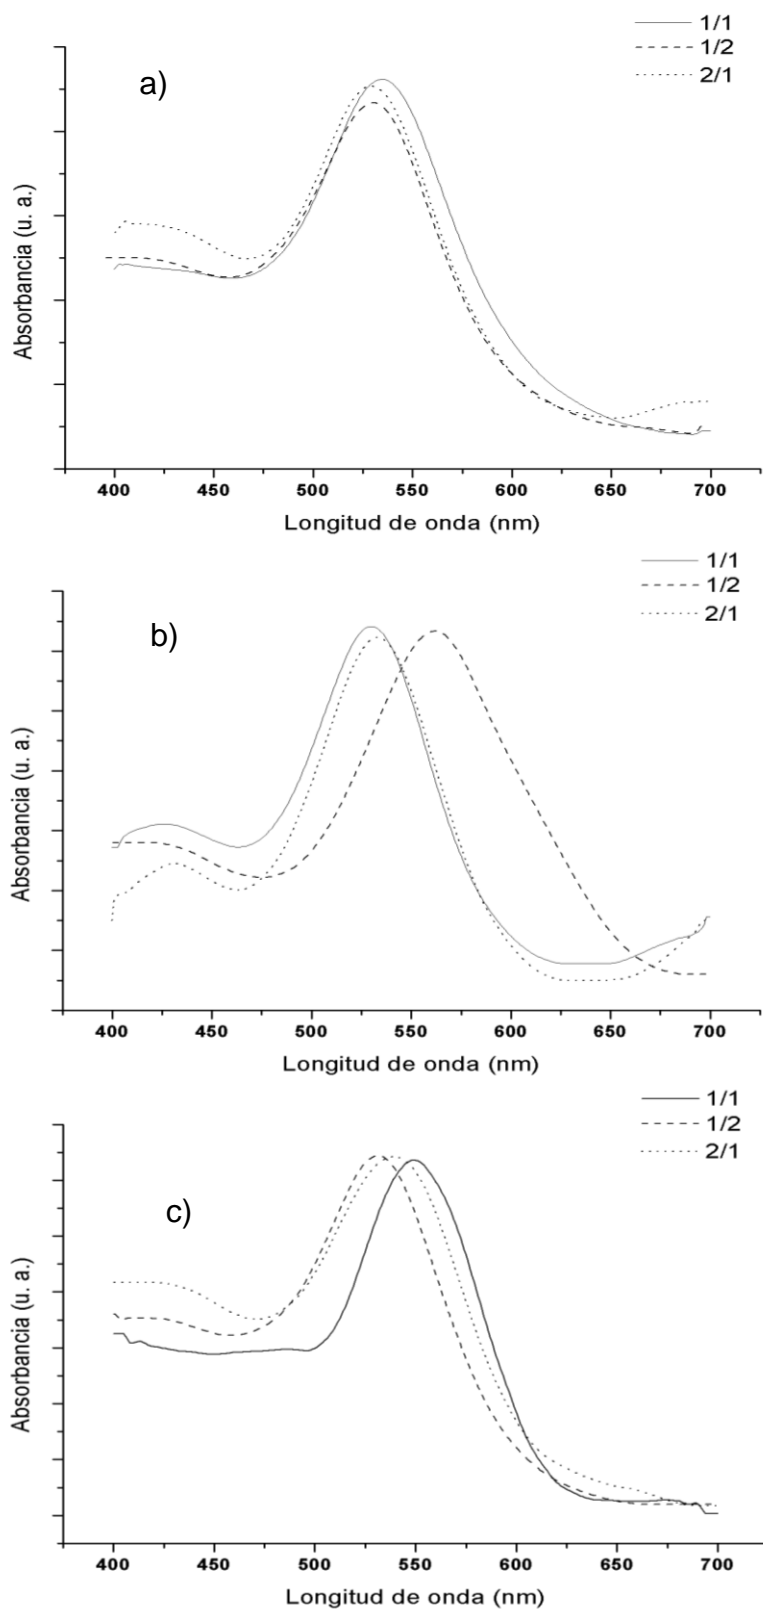 1/1
1/2
2/1
a)
Absorbancia (u. a.)
400 450 500 550 600 650 700
Longitud de onda (nm)
1/1
1/2
2/1
b)
Absorbancia (u. a.)
400 450 500 550 600 650 700
Longitud de onda (nm)
1/1
1/2
2/1
c)
Absorbancia (u. a.)
400 450 500 550 600 650 700
Longitud de onda (nm)